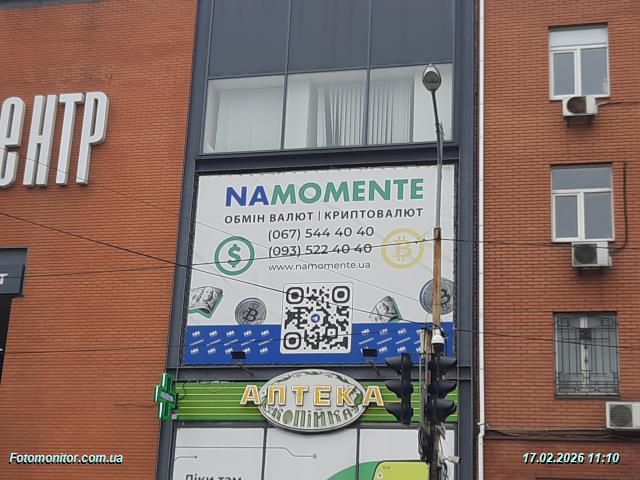 ЕНТР
NAMOMENTE
ОБМІН ВАЛЮТ | КРИПТОВАЛЮТ
(067) 544 40 40
(093) 522 40 40
www.namomente.ua
АПТЕКА
КОПІЙКА
Ліки там,
Fotomonitor.com.ua
17.02.2026 11:10